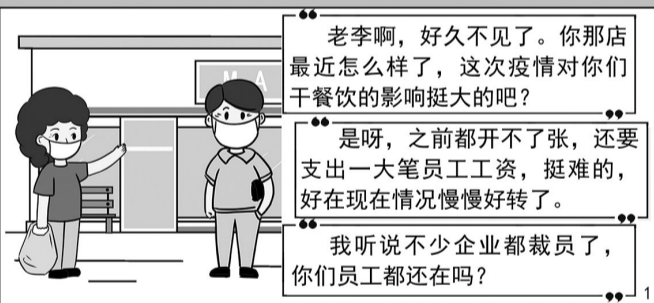 老李啊，好久不见了。你那店
最近怎么样了，这次疫情对你们
干餐饮的影响挺大的吧？
是呀，之前都开不了张，还要
支出一大笔员工工资，挺难的，
好在现在情况慢慢好转了。
我听说不少企业都裁员了，
你们员工都还在吗？
M A
1